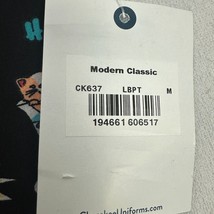 H
Modern Classic
CK637 LBPT M
194661 606517
CherokeeUniforms.com